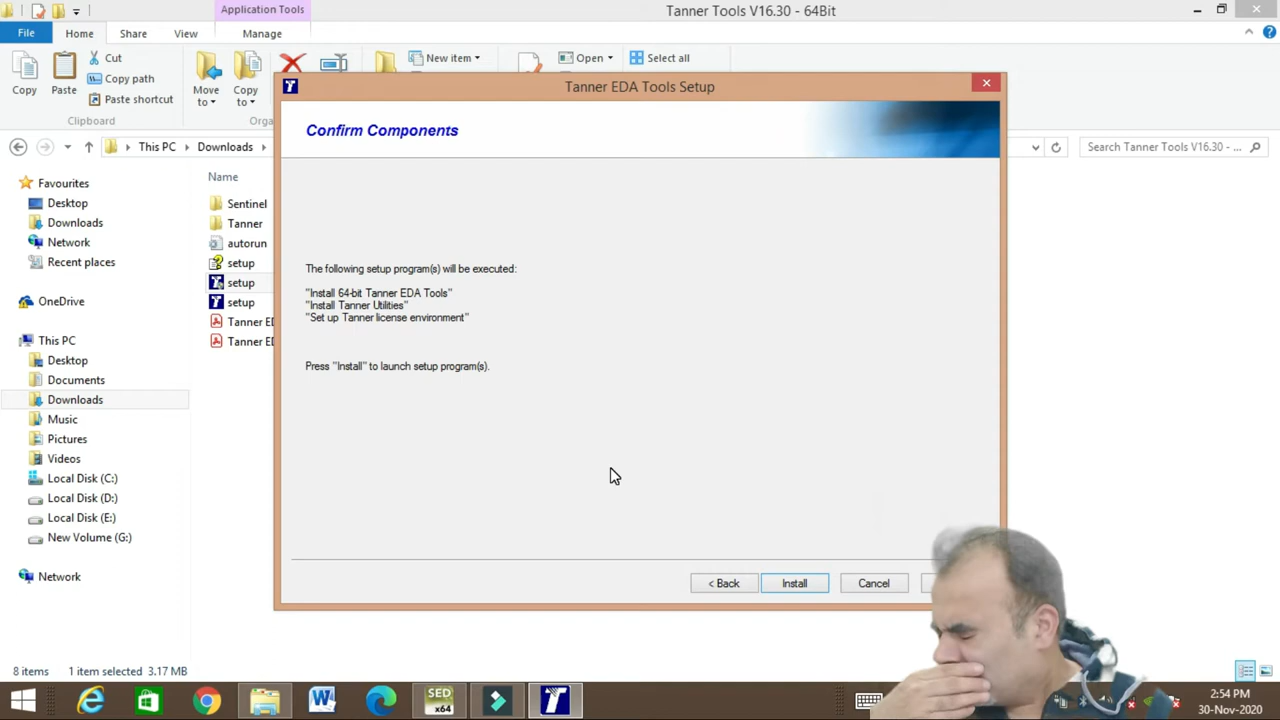 Application Tools
Tanner Tools V16.30 - 64Bit
File
Home
Share
View
Manage
Copy
Paste
Cut
Copy path
Paste shortcut
Clipboard
Move to
Copy to
New item
Open
Select all
This PC
Downloads
Search Tanner Tools V16.30 - ...
Favourites
Desktop
Downloads
Network
Recent places
OneDrive
This PC
Desktop
Documents
Downloads
Music
Pictures
Videos
Local Disk (C:)
Local Disk (D:)
Local Disk (E:)
New Volume (G:)
Network
Name
Sentinel
Tanner
autorun
setup
setup
setup
Tanner
Tanner
Tanner EDA Tools Setup
Confirm Components
The following setup program(s) will be executed:
"Install 64-bit Tanner EDA Tools"
"Install Tanner Utilities"
"Set up Tanner license environment"
Press "Install" to launch setup program(s).
< Back
Install
Cancel
8 items
1 item selected 3.17 MB
SED
x64
2:54 PM
30-Nov-2020